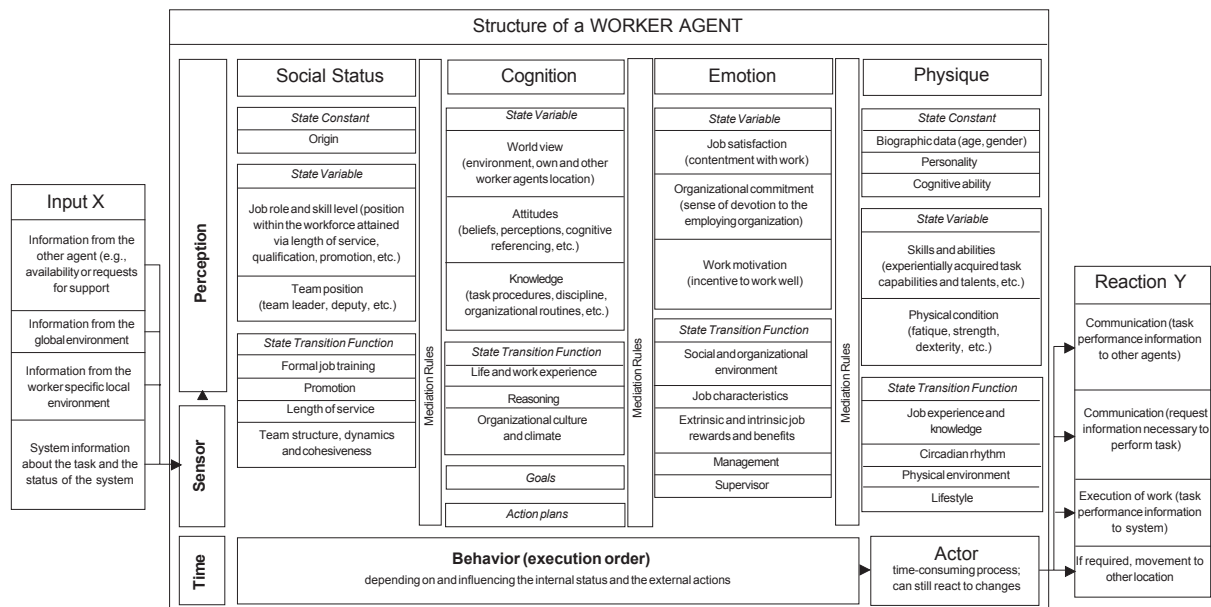 Structure of a WORKER AGENT
Input X
Information from the
other agent (e.g.,
availability or requests
for support
Information from the
global environment
Information from the
worker specific local
environment
System information
about the task and the
status of the system
Perception
Sensor
Time
Social Status
State Constant
Origin
State Variable
Job role and skill level (position
within the workforce attained
via length of service,
qualification, promotion, etc.)
Team position
(team leader, deputy, etc.)
State Transition Function
Formal job training
Promotion
Length of service
Team structure, dynamics
and cohesiveness
Mediation Rules
Cognition
State Variable
World view
(environment, own and other
worker agents location)
Attitudes
(beliefs, perceptions, cognitive
referencing, etc.)
Knowledge
(task procedures, discipline,
organizational routines, etc.)
State Transition Function
Life and work experience
Reasoning
Organizational culture
and climate
Goals
Action plans
Mediation Rules
Emotion
State Variable
Job satisfaction
(contentment with work)
Organizational commitment
(sense of devotion to the
employing organization)
Work motivation
(incentive to work well)
State Transition Function
Social and organizational
environment
Job characteristics
Extrinsic and intrinsic job
rewards and benefits
Management
Supervisor
Mediation Rules
Physique
State Constant
Biographic data (age, gender)
Personality
Cognitive ability
State Variable
Skills and abilities
(experientially acquired task
capabilities and talents, etc.)
Physical condition
(fatique, strength,
dexterity, etc.)
State Transition Function
Job experience and
knowledge
Circadian rhythm
Physical environment
Lifestyle
Behavior (execution order)
depending on and influencing the internal status and the external actions
Actor
time-consuming process;
can still react to changes
Reaction Y
Communication (task
performance information
to other agents)
Communication (request
information necessary to
perform task)
Execution of work (task
performance information to
system)
If required, movement to
other location